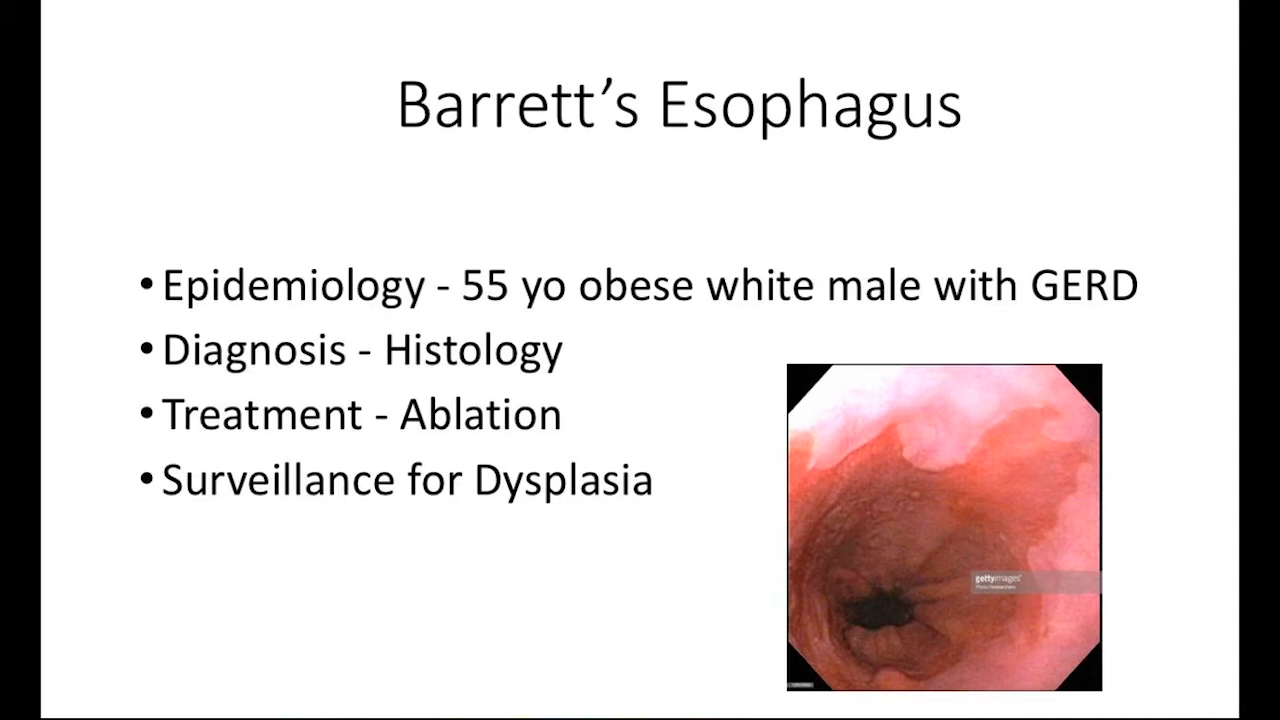 Barrett’s Esophagus
• Epidemiology - 55 yo obese white male with GERD
• Diagnosis - Histology
• Treatment - Ablation
• Surveillance for Dysplasia
gettyimages®